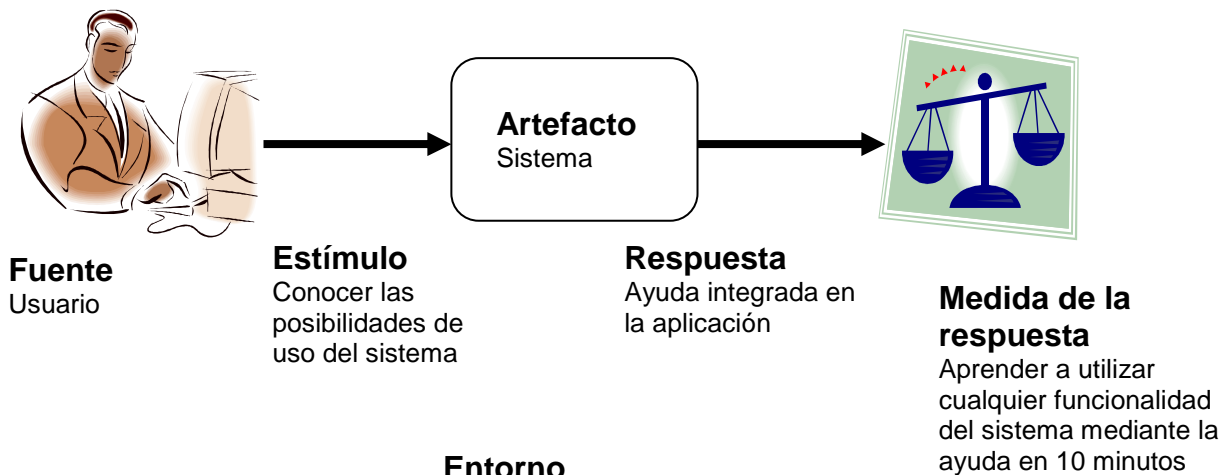 Artefacto
Sistema
Fuente
Usuario
Estímulo
Conocer las
posibilidades de
uso del sistema
Respuesta
Ayuda integrada en
la aplicación
Medida de la
respuesta
Aprender a utilizar
cualquier funcionalidad
del sistema mediante la
ayuda en 10 minutos
Entorno